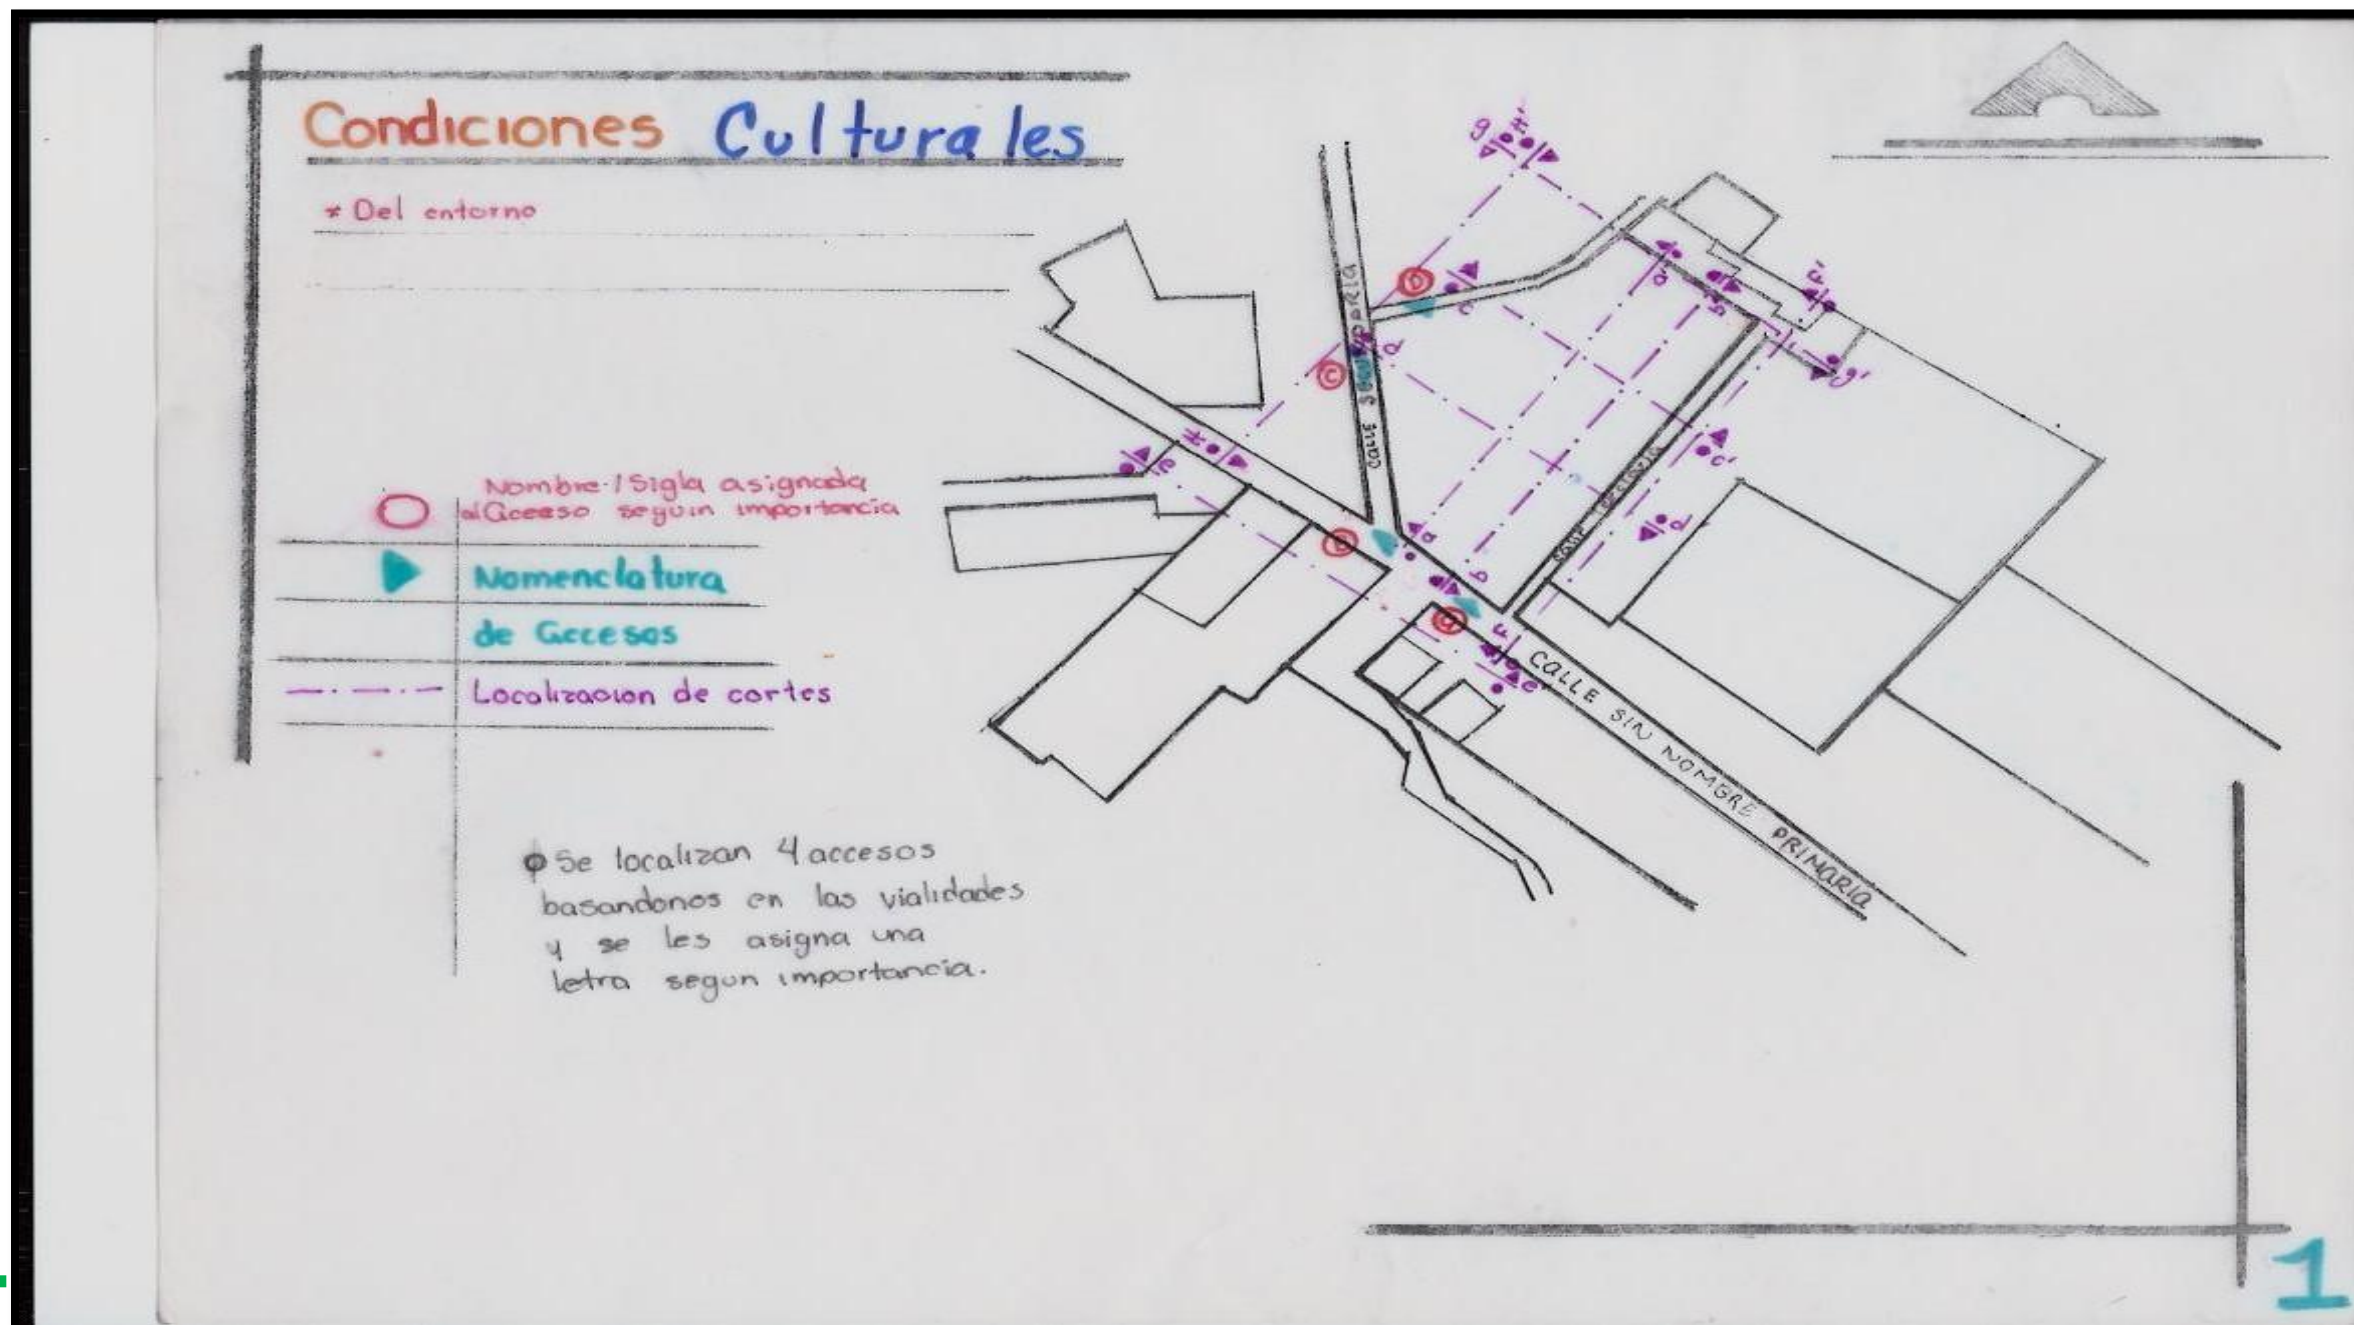 Condiciones Culturales
* Del entorno
Nombre/Sigla asignada
al acceso seguin importancia
Nomenclatura
de accesos
Localizacion de cortes
Se localizan 4 accesos
basandonos en las vialidades
y se les asigna una
letra segun importancia.
g
D
c
d
C
e
a
b
a'
b'
F'
g'
c'
F
e'
CALLE SIN NOMBRE PRIMARIA
1